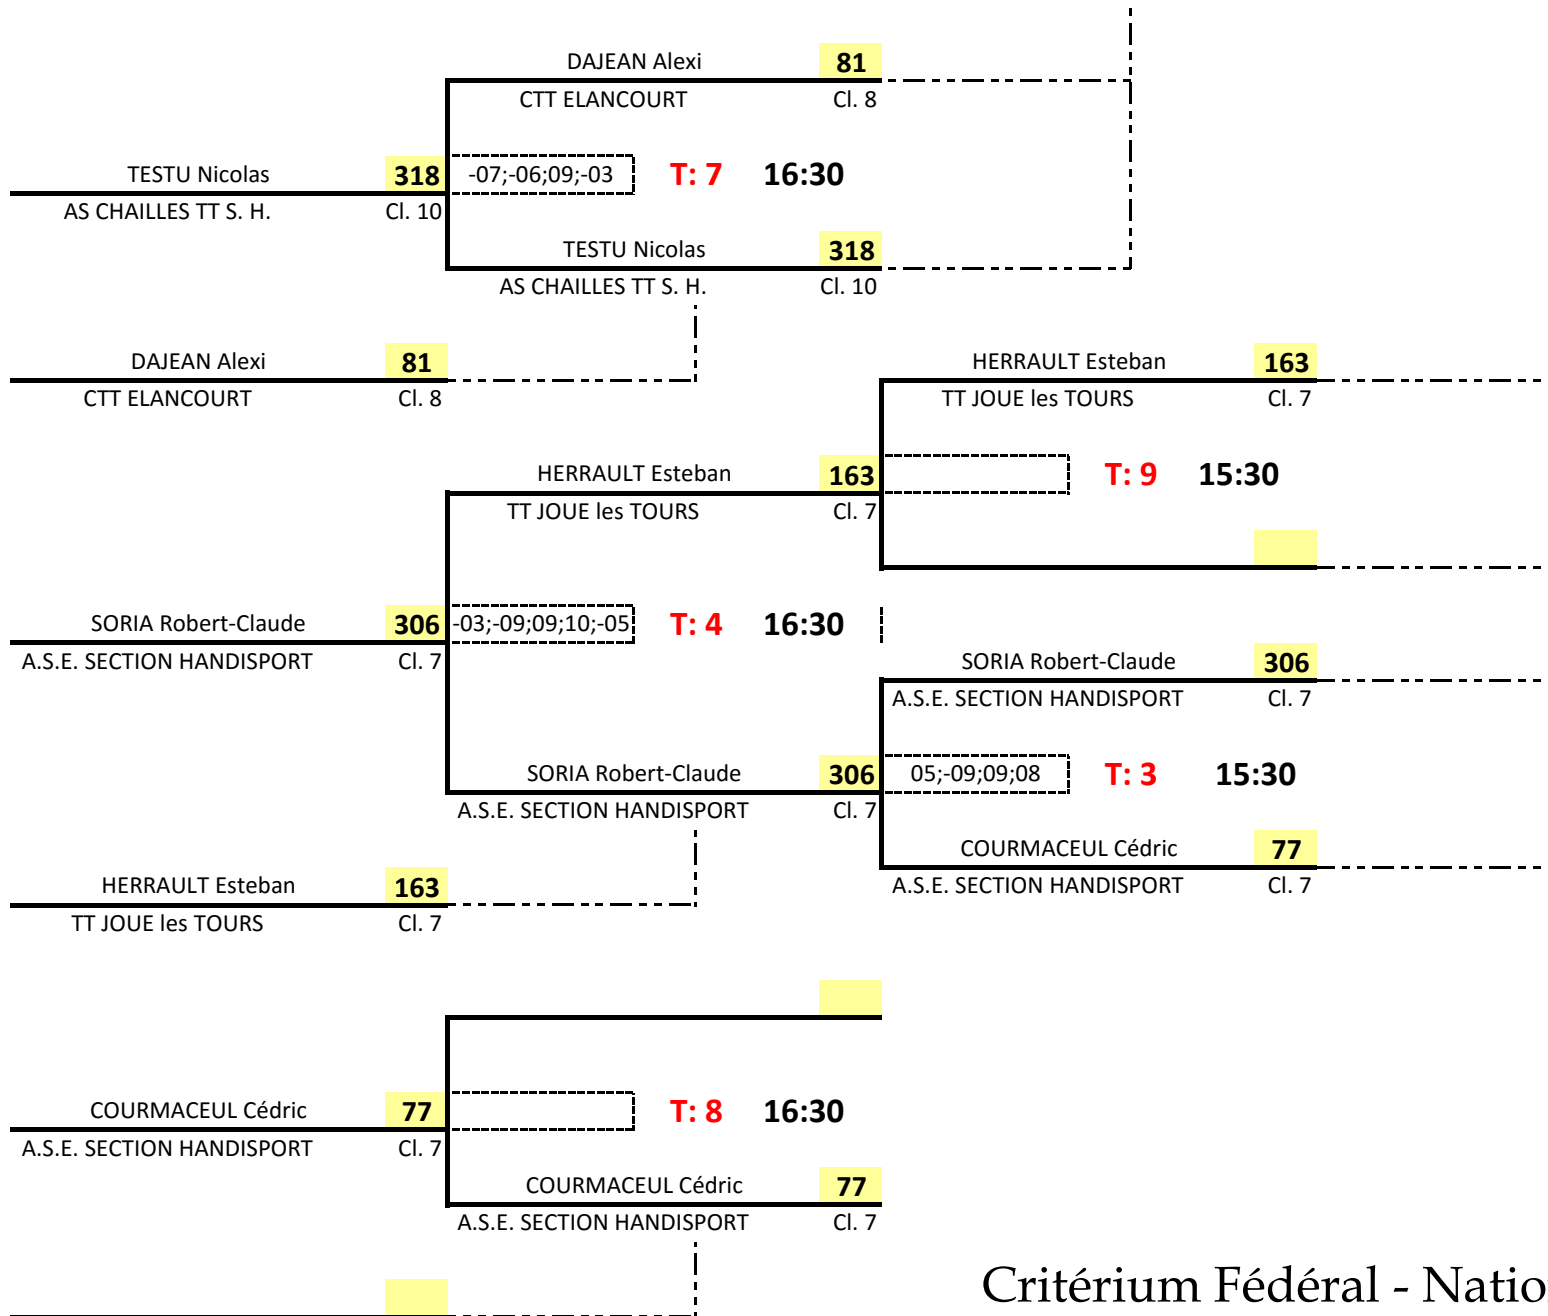 DAJEAN Alexi 81
CTT ELANCOURT Cl. 8
TESTU Nicolas 318 -07;-06;09;-03 T: 7 16:30
AS CHAILLES TT S. H. Cl. 10
TESTU Nicolas 318
AS CHAILLES TT S. H. Cl. 10
DAJEAN Alexi 81 HERRAULT Esteban 163
CTT ELANCOURT Cl. 8 TT JOUE les TOURS Cl. 7
HERRAULT Esteban 163 T: 9 15:30
TT JOUE les TOURS Cl. 7
SORIA Robert-Claude 306 -03;-09;09;10;-05 T: 4 16:30
A.S.E. SECTION HANDISPORT Cl. 7 SORIA Robert-Claude 306
A.S.E. SECTION HANDISPORT Cl. 7
SORIA Robert-Claude 306 05;-09;09;08 T: 3 15:30
A.S.E. SECTION HANDISPORT Cl. 7
COURMACEUL Cédric 77
HERRAULT Esteban 163 A.S.E. SECTION HANDISPORT Cl. 7
TT JOUE les TOURS Cl. 7
COURMACEUL Cédric 77 T: 8 16:30
A.S.E. SECTION HANDISPORT Cl. 7
COURMACEUL Cédric 77
A.S.E. SECTION HANDISPORT Cl. 7
Critérium Fédéral - Natio